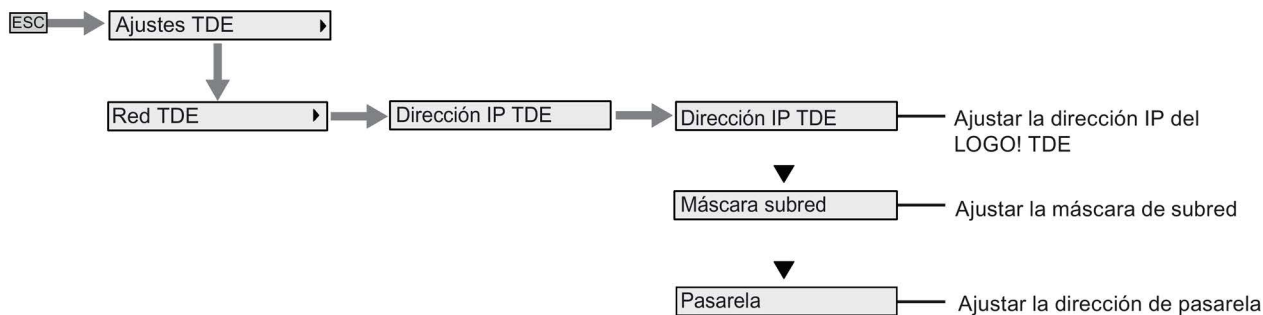 ESC
Ajustes TDE
Red TDE
Dirección IP TDE
Dirección IP TDE
Ajustar la dirección IP del
LOGO! TDE
Máscara subred
Ajustar la máscara de subred
Pasarela
Ajustar la dirección de pasarela